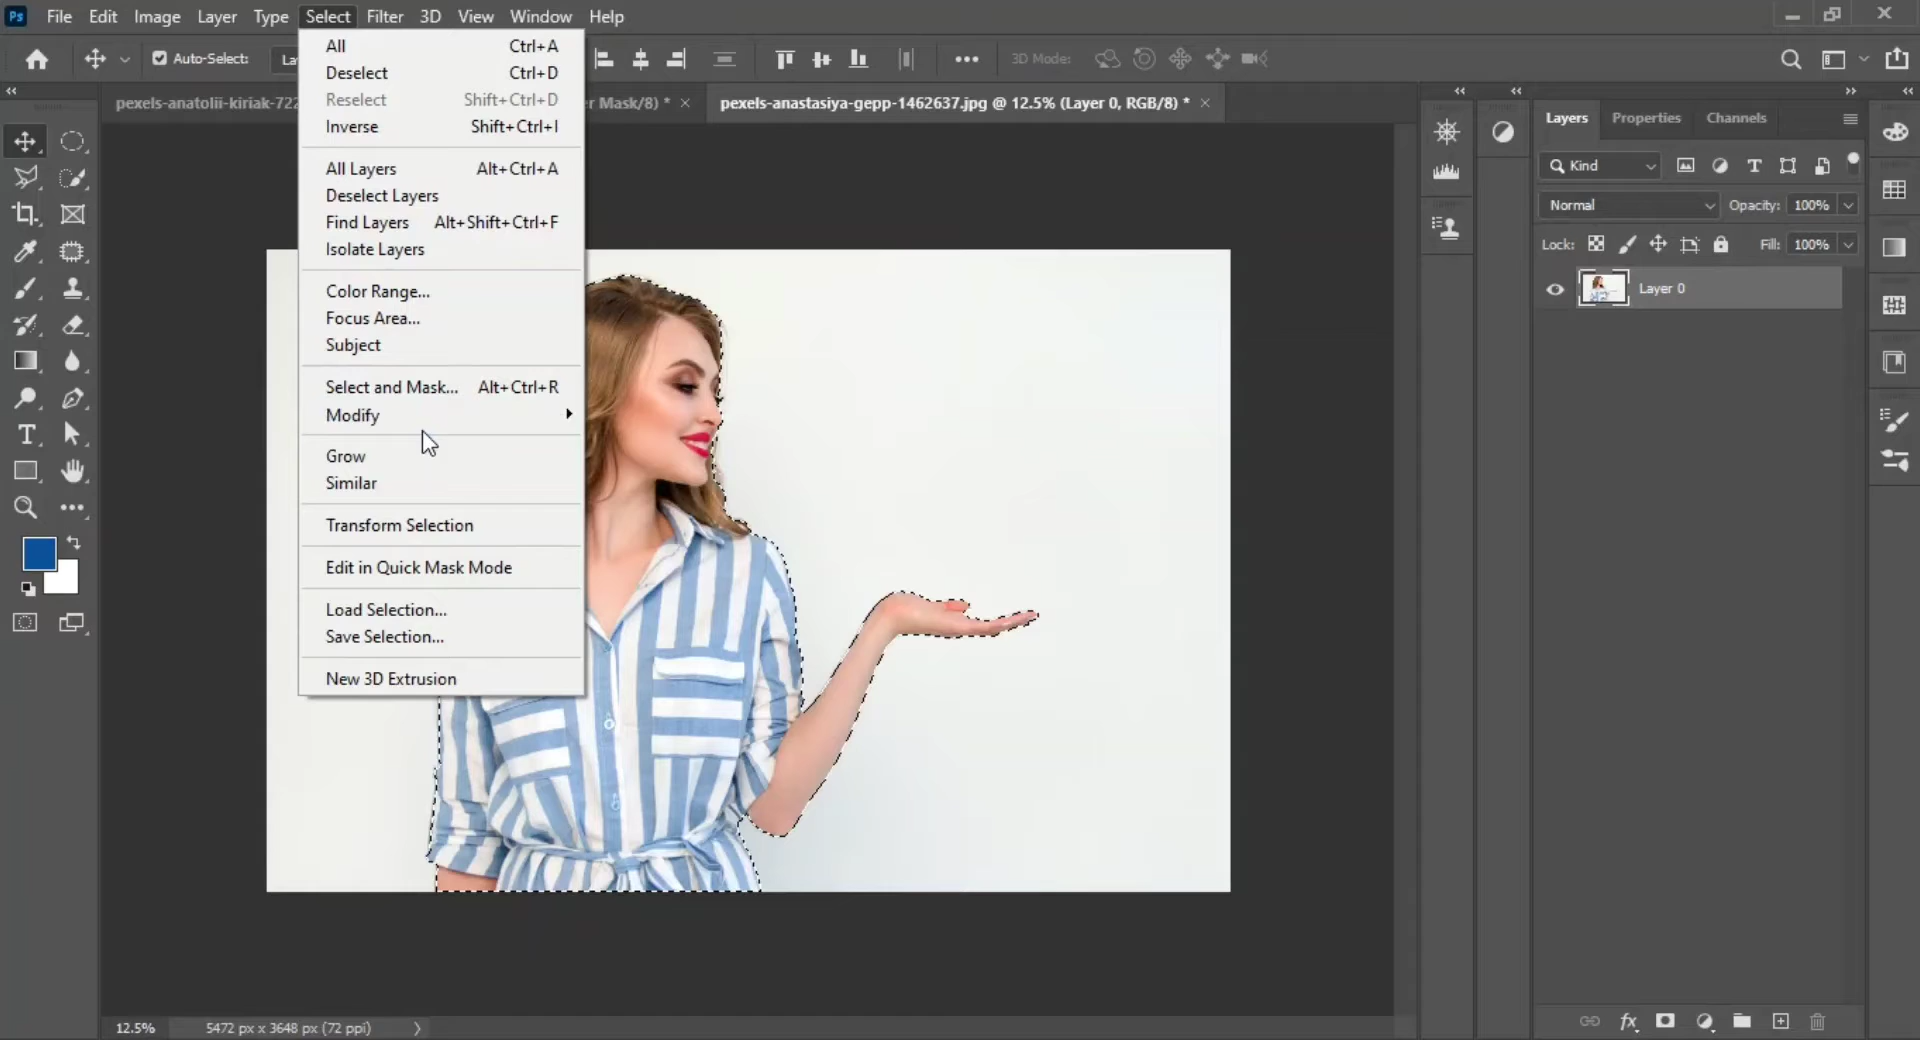 Ps File Edit Image Layer Type Select Filter 3D View Window Help
Auto-Select: 3D Mode:
pexels-anatolii-kiriak-722 er Mask/8) * × pexels-anastasiya-gepp-1462637.jpg @ 12.5% (Layer 0, RGB/8) * ×
All Ctrl+A
Deselect Ctrl+D
Reselect Shift+Ctrl+D
Inverse Shift+Ctrl+I
All Layers Alt+Ctrl+A
Deselect Layers
Find Layers Alt+Shift+Ctrl+F
Isolate Layers
Color Range...
Focus Area...
Subject
Select and Mask... Alt+Ctrl+R
Modify
Grow
Similar
Transform Selection
Edit in Quick Mask Mode
Load Selection...
Save Selection...
New 3D Extrusion
Layers Properties Channels
Kind
Normal Opacity: 100%
Lock: Fill: 100%
Layer 0
12.5% 5472 px x 3648 px (72 ppi)